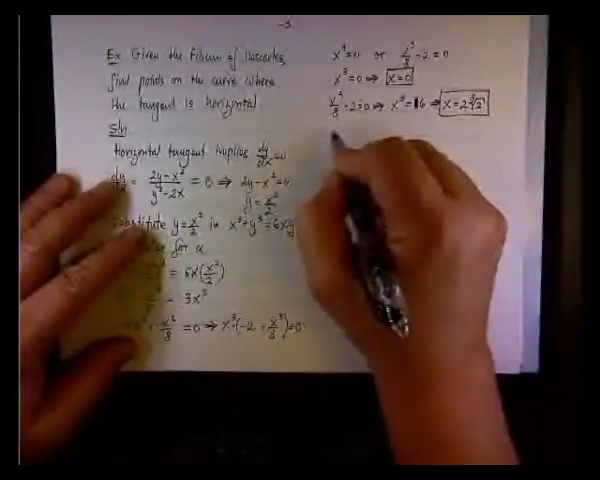 -3-
Ex Given the Folium of Descartes,
find points on the curve where
the tangent is horizontal
Sln
Horizontal tangent implies dy/dx = 0
dy/dx = (2y - x²)/(y² - 2x) = 0 ⇒ 2y - x² = 0
y = x²/2
Substitute y = x²/2 in x³ + y³ = 6xy
for x
= 6x(x²/2)
3x³
x⁶/8 = 0 ⇒ x³(-2 + x³/8) = 0
x³ = 0 or x³/8 - 2 = 0
x³ = 0 ⇒ x = 0
x³/8 - 2 = 0 ⇒ x³ = 16 ⇒ x = 2∛2